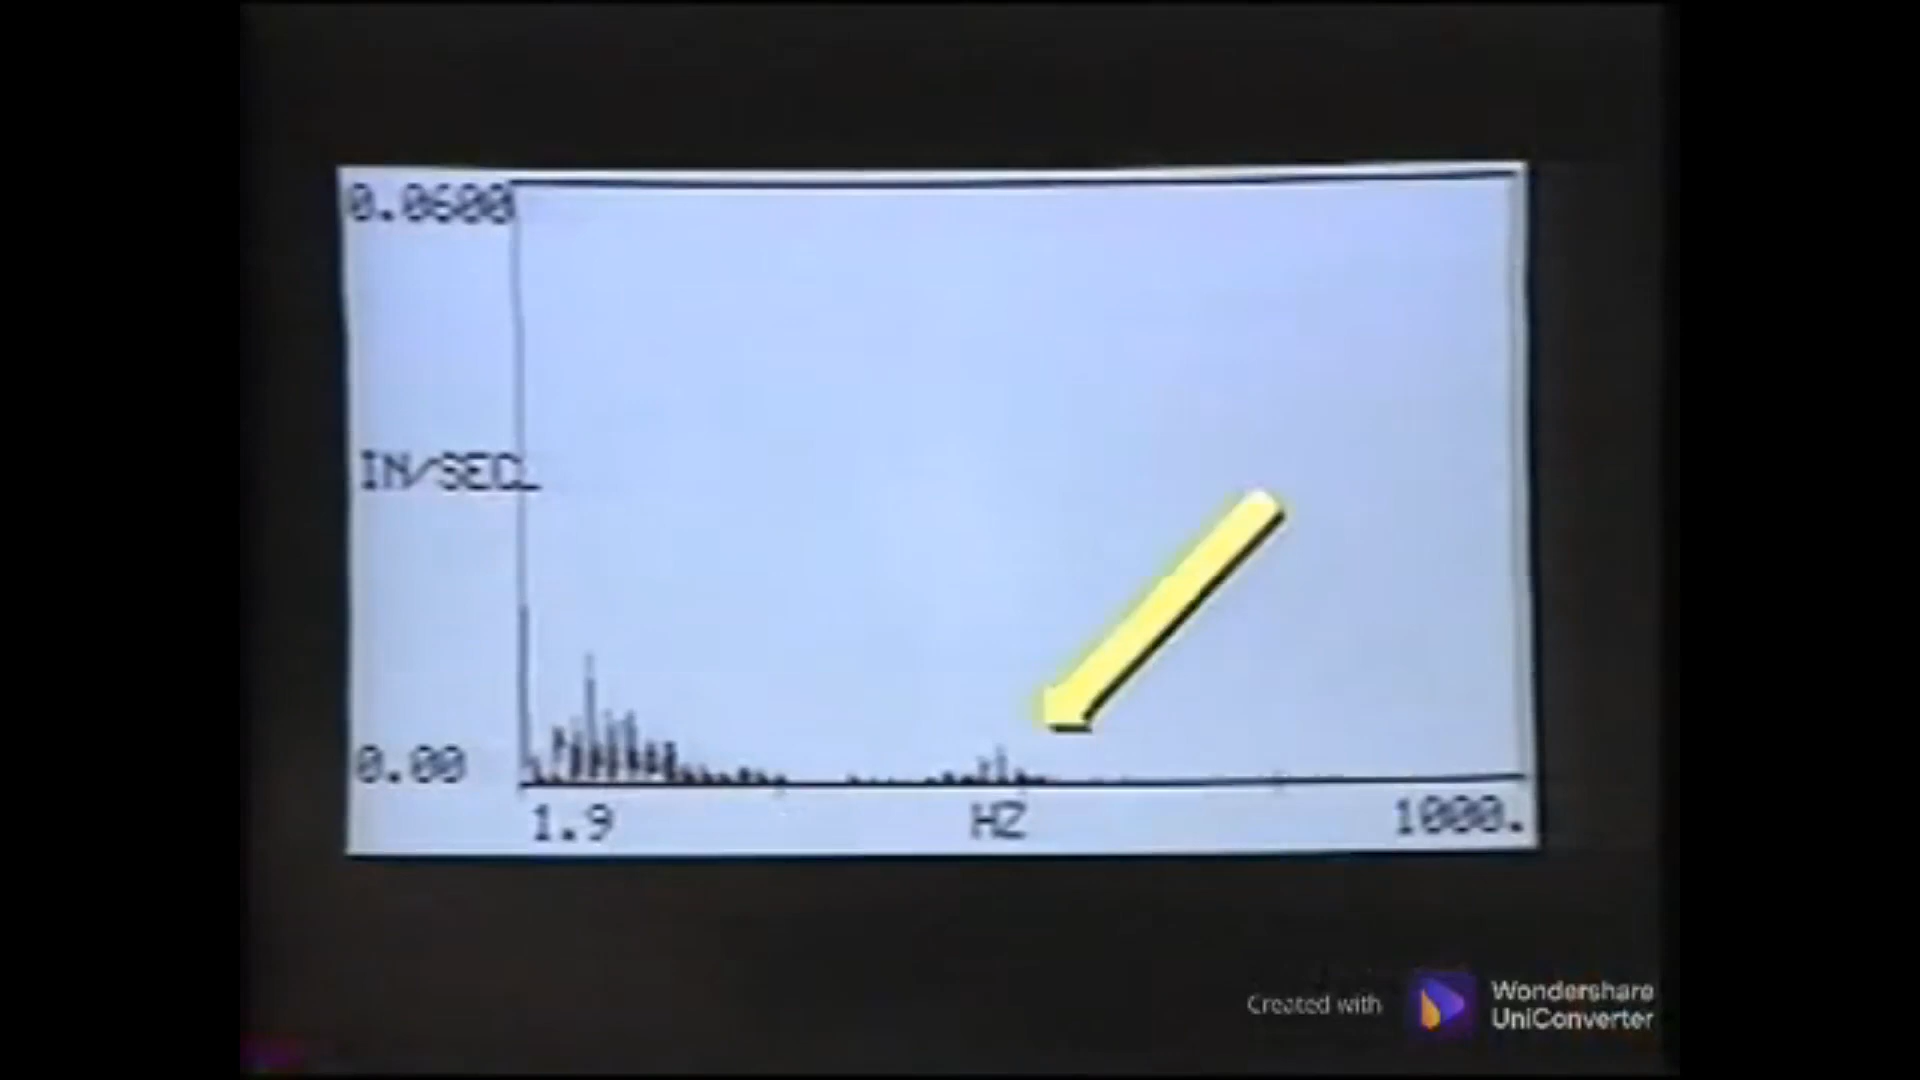 0.0600
IN/SEC
0.00
1.9
HZ
1000.
Created with
Wondershare
UniConverter